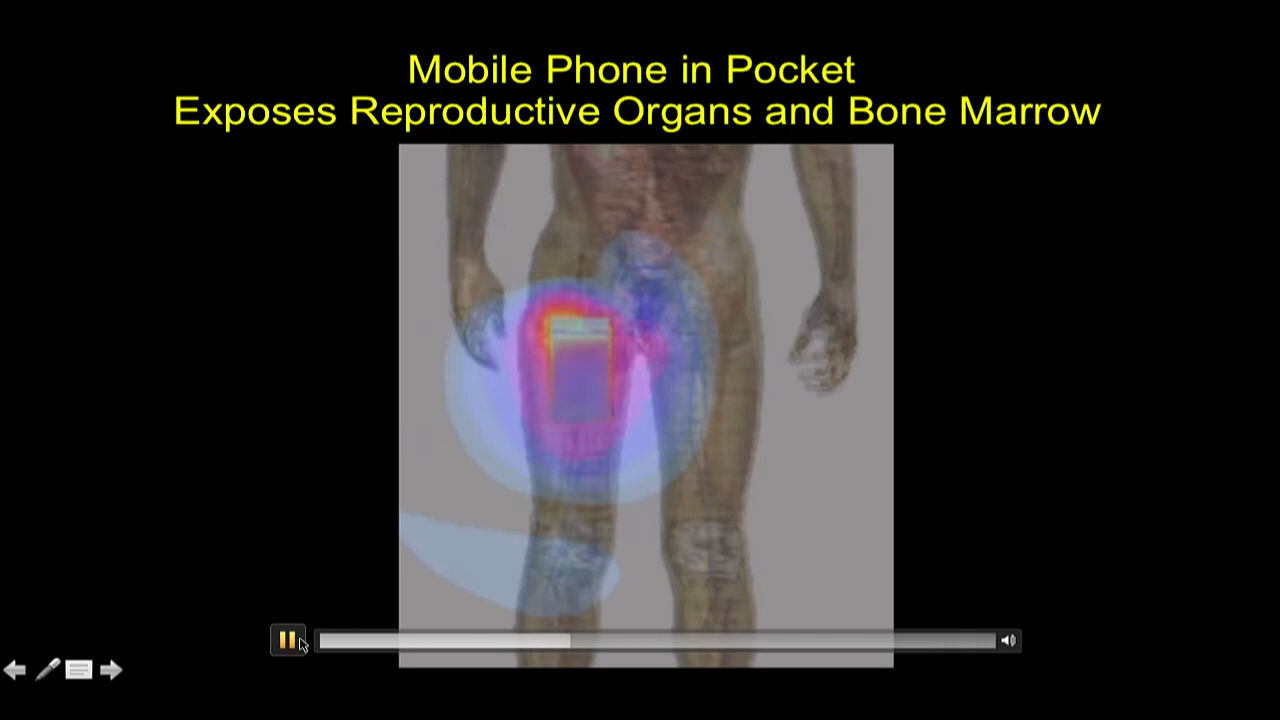 Mobile Phone in Pocket
Exposes Reproductive Organs and Bone Marrow